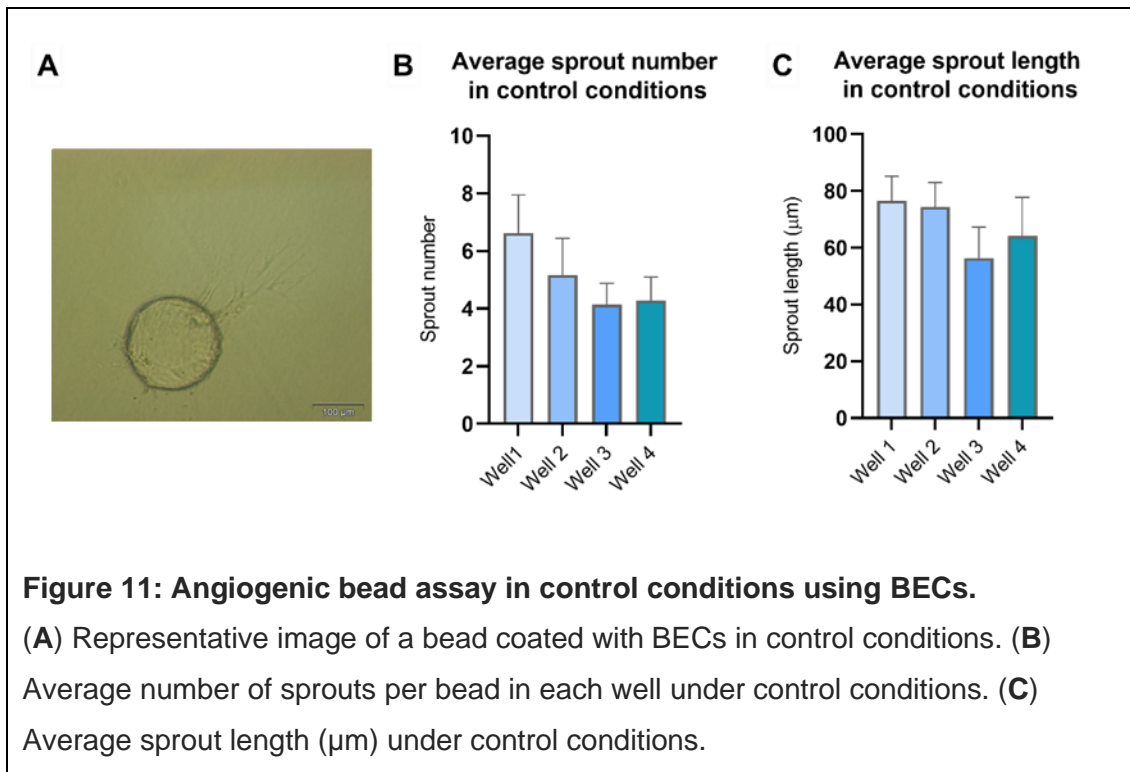 A
B
Average sprout number
in control conditions
C
Average sprout length
in control conditions
100 µm
Sprout number
10
8
6
4
2
0
Well1
Well 2
Well 3
Well 4
Sprout length (μm)
100
80
60
40
20
0
Well 1
Well 2
Well 3
Well 4
Figure 11: Angiogenic bead assay in control conditions using BECs.
(A) Representative image of a bead coated with BECs in control conditions. (B)
Average number of sprouts per bead in each well under control conditions. (C)
Average sprout length (µm) under control conditions.